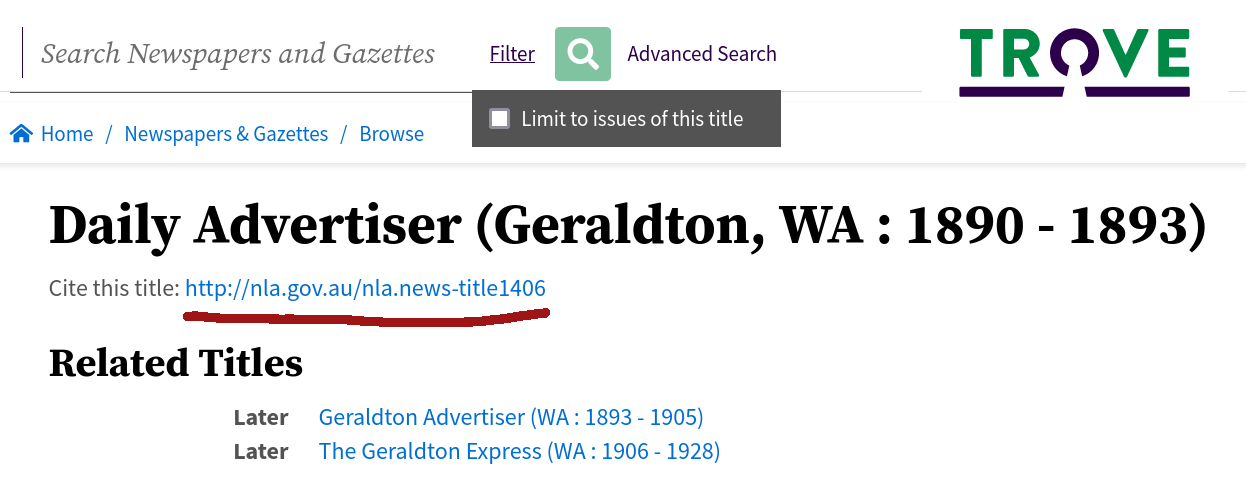 Search Newspapers and Gazettes Filter Advanced Search TROVE
Limit to issues of this title
Home / Newspapers & Gazettes / Browse
Daily Advertiser (Geraldton, WA : 1890 - 1893)
Cite this title: http://nla.gov.au/nla.news-title1406
Related Titles
Later Geraldton Advertiser (WA : 1893 - 1905)
Later The Geraldton Express (WA : 1906 - 1928)